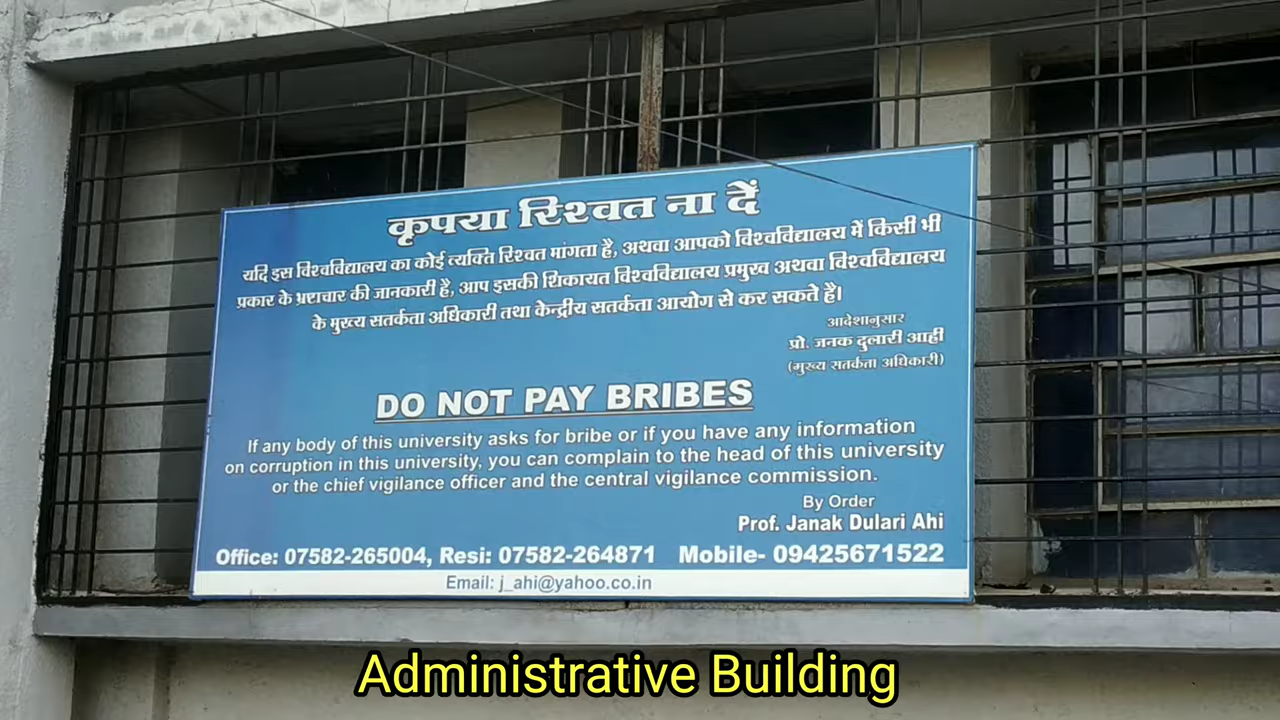 कृपया रिश्वत ना दें
यदि इस विश्वविद्यालय का कोई व्यक्ति रिश्वत मांगता है, अथवा आपको विश्वविद्यालय में किसी भी
प्रकार के भ्रष्टाचार की जानकारी है, आप इसकी शिकायत विश्वविद्यालय प्रमुख अथवा विश्वविद्यालय
के मुख्य सतर्कता अधिकारी तथा केन्द्रीय सतर्कता आयोग से कर सकते है।
आदेशानुसार
प्रो. जनक दुलारी आही
(मुख्य सतर्कता अधिकारी)
DO NOT PAY BRIBES
If any body of this university asks for bribe or if you have any information
on corruption in this university, you can complain to the head of this university
or the chief vigilance officer and the central vigilance commission.
By Order
Prof. Janak Dulari Ahi
Office: 07582-265004, Resi: 07582-264871 Mobile- 09425671522
Email: j_ahi@yahoo.co.in
Administrative Building